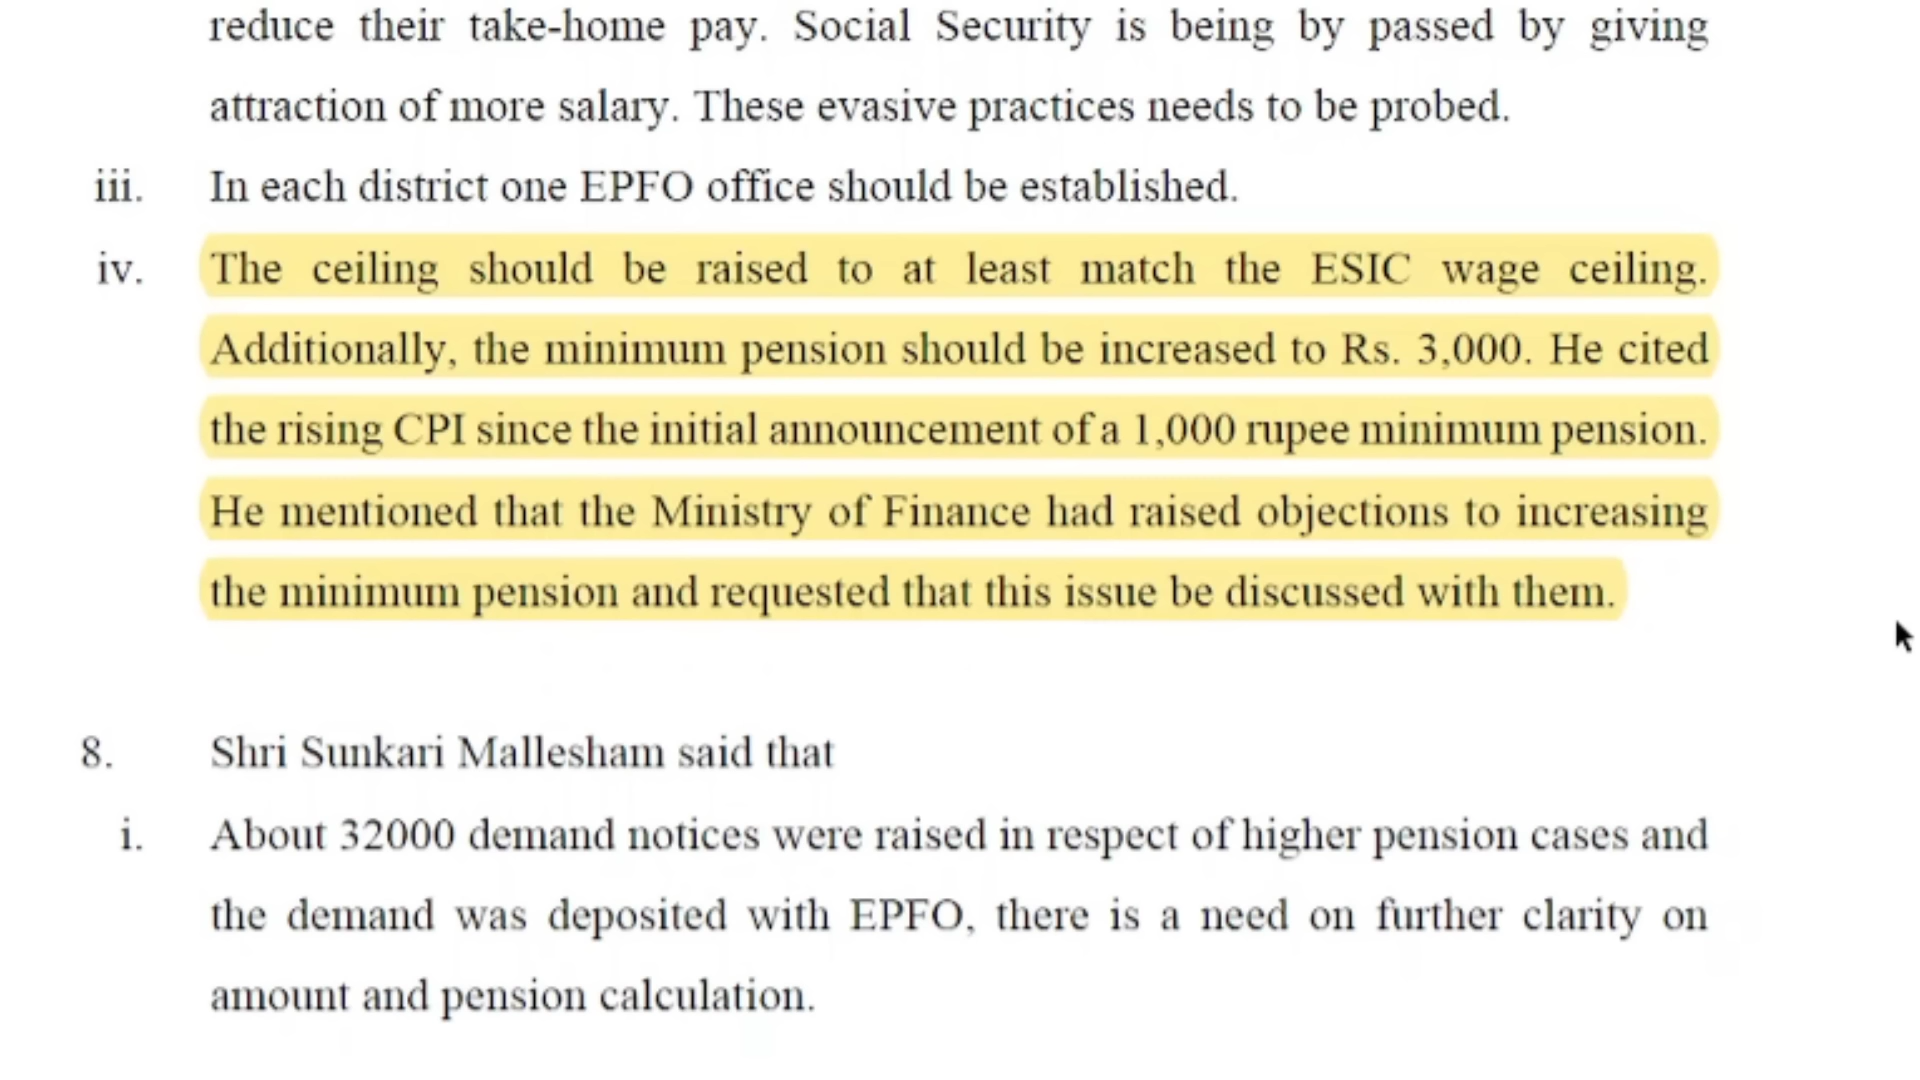 reduce their take-home pay. Social Security is being by passed by giving
attraction of more salary. These evasive practices needs to be probed.
iii. In each district one EPFO office should be established.
iv. The ceiling should be raised to at least match the ESIC wage ceiling.
Additionally, the minimum pension should be increased to Rs. 3,000. He cited
the rising CPI since the initial announcement of a 1,000 rupee minimum pension.
He mentioned that the Ministry of Finance had raised objections to increasing
the minimum pension and requested that this issue be discussed with them.
8. Shri Sunkari Mallesham said that
i. About 32000 demand notices were raised in respect of higher pension cases and
the demand was deposited with EPFO, there is a need on further clarity on
amount and pension calculation.